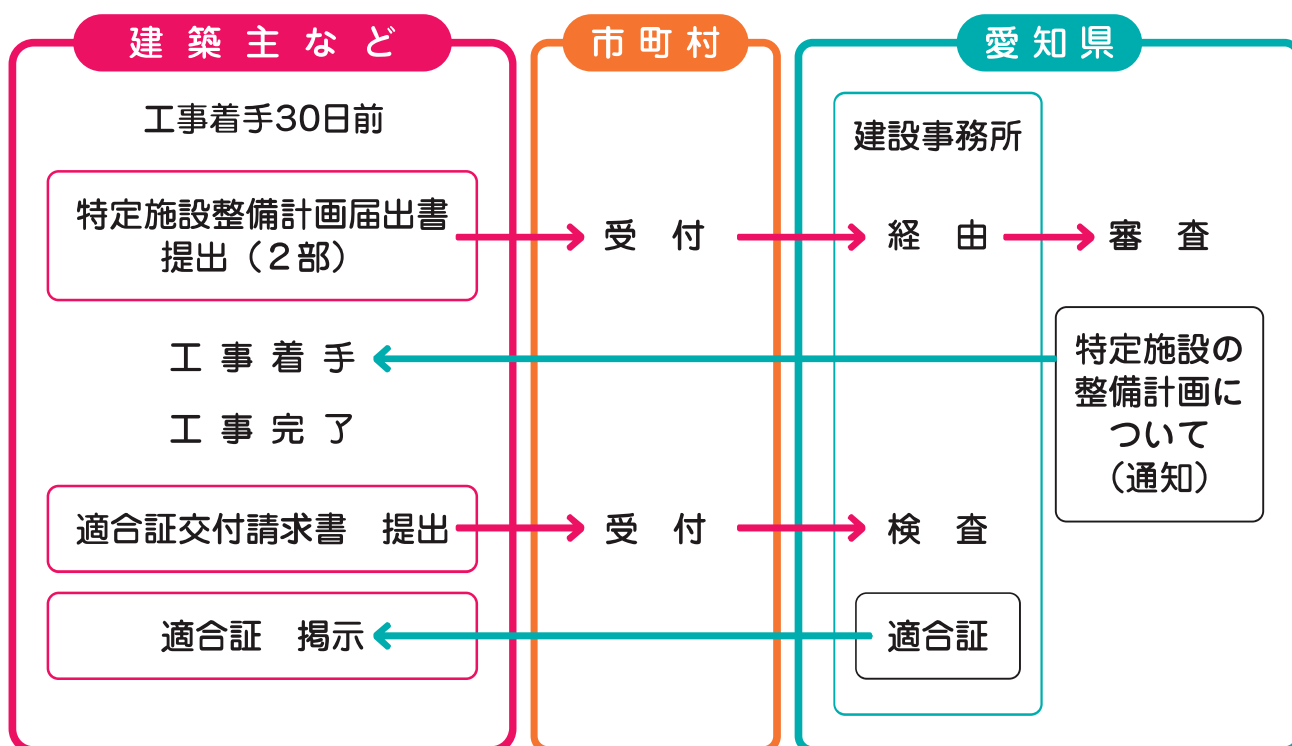 建築主など
市町村
愛知県
工事着手30日前
建設事務所
特定施設整備計画届出書
提出（２部）
受　付
経　由
審　査
工事着手
特定施設の
整備計画に
ついて
（通知）
工事完了
適合証交付請求書　提出
受　付
検　査
適合証　掲示
適合証